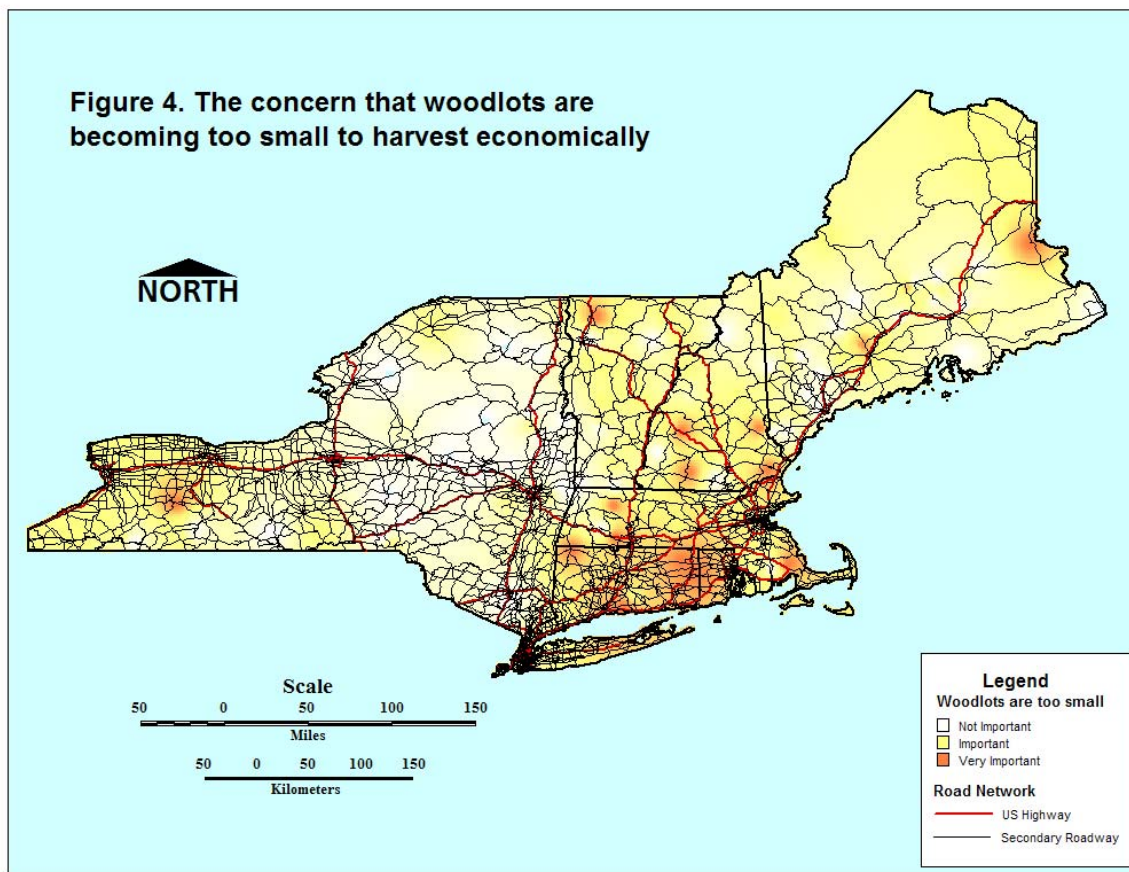 Figure 4. The concern that woodlots are
becoming too small to harvest economically
NORTH
Scale
50 0 50 100 150
Miles
50 0 50 100 150
Kilometers
Legend
Woodlots are too small
Not Important
Important
Very Important
Road Network
US Highway
Secondary Roadway